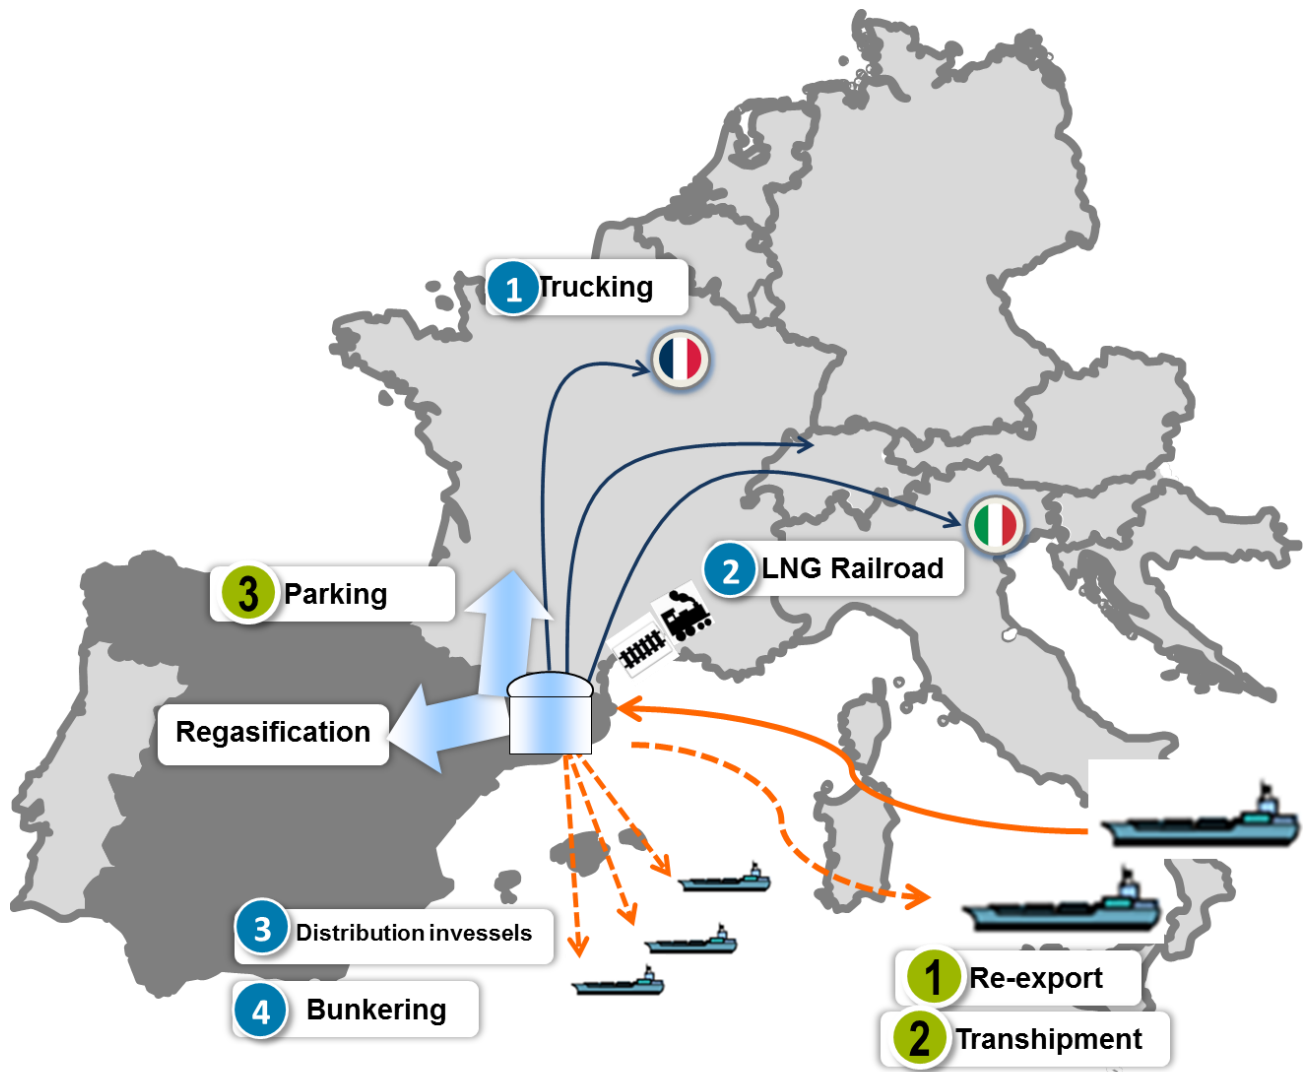 1 Trucking
2 LNG Railroad
3 Parking
Regasification
3 Distribution invessels
4 Bunkering
1 Re-export
2 Transhipment